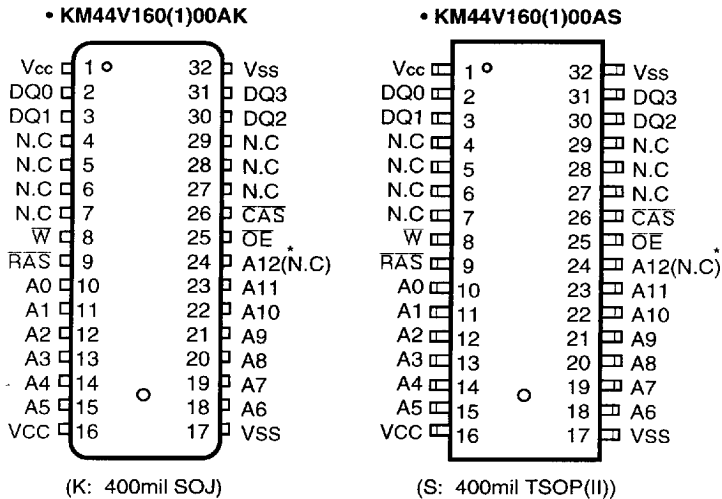 • KM44V160(1)00AK
Vcc 1 32 Vss
DQ0 2 31 DQ3
DQ1 3 30 DQ2
N.C 4 29 N.C
N.C 5 28 N.C
N.C 6 27 N.C
N.C 7 26 C̅A̅S̅
W̅ 8 25 O̅E̅
R̅A̅S̅ 9 24 A12(N.C)*
A0 10 23 A11
A1 11 22 A10
A2 12 21 A9
A3 13 20 A8
A4 14 19 A7
A5 15 18 A6
VCC 16 17 VSS
(K: 400mil SOJ)
• KM44V160(1)00AS
Vcc 1 32 Vss
DQ0 2 31 DQ3
DQ1 3 30 DQ2
N.C 4 29 N.C
N.C 5 28 N.C
N.C 6 27 N.C
N.C 7 26 C̅A̅S̅
W̅ 8 25 O̅E̅
R̅A̅S̅ 9 24 A12(N.C)*
A0 10 23 A11
A1 11 22 A10
A2 12 21 A9
A3 13 20 A8
A4 14 19 A7
A5 15 18 A6
VCC 16 17 VSS
(S: 400mil TSOP(II))